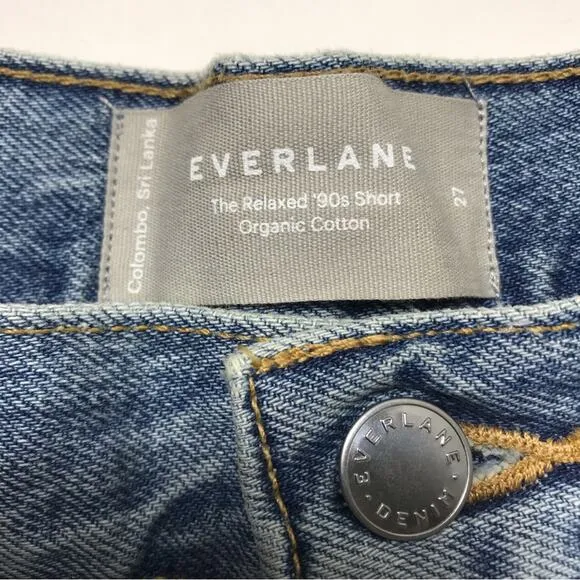 EVERLANE
The Relaxed '90s Short
Organic Cotton
Colombo, Sri Lanka
27
EVERLANE
• DENIM •